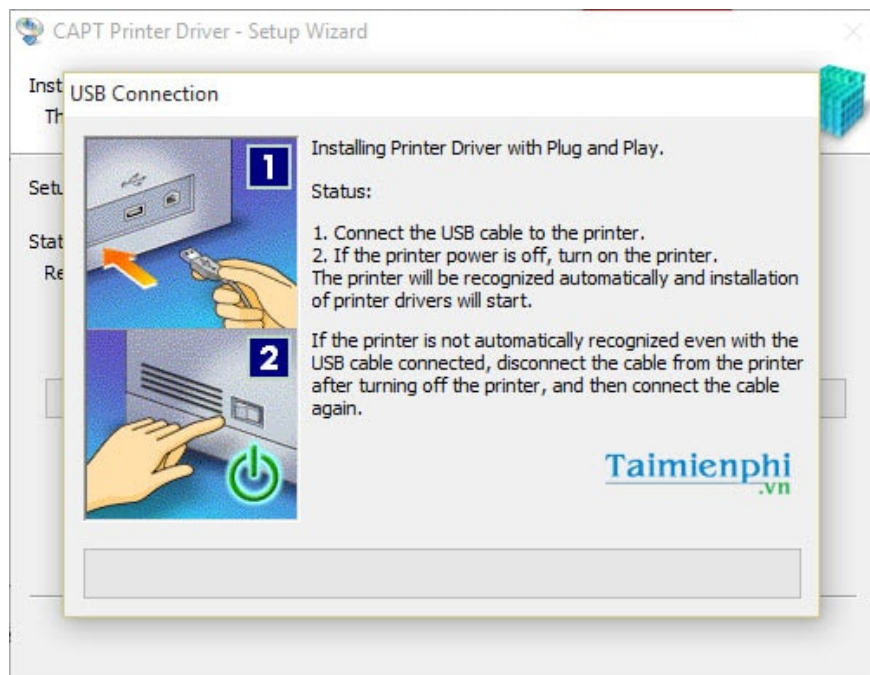 CAPT Printer Driver - Setup Wizard
USB Connection
1
Installing Printer Driver with Plug and Play.
Status:
1. Connect the USB cable to the printer.
2. If the printer power is off, turn on the printer.
The printer will be recognized automatically and installation
of printer drivers will start.
2
If the printer is not automatically recognized even with the
USB cable connected, disconnect the cable from the printer
after turning off the printer, and then connect the cable
again.
Taimienphi
.vn